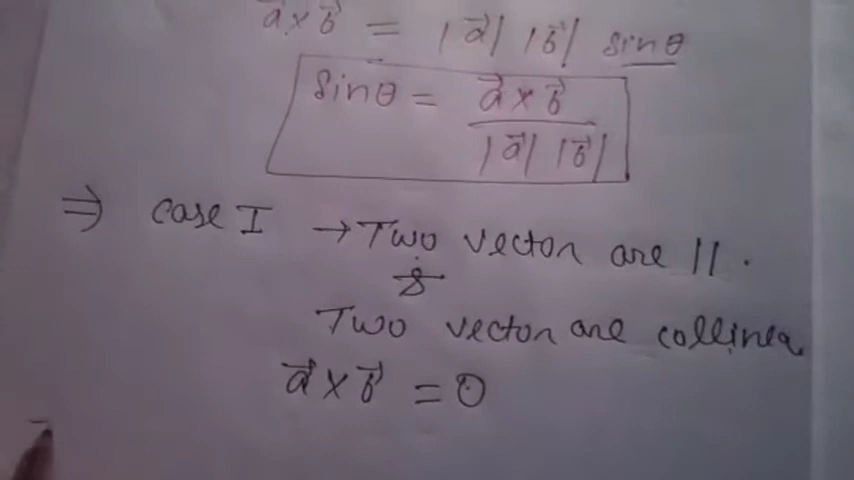 a⃗ × b⃗ = |a⃗| |b⃗| sinθ
sinθ = a⃗ × b⃗ / |a⃗| |b⃗|
⇒ case I → Two vector are || .
Two vector are collinea
a⃗ × b⃗ = 0